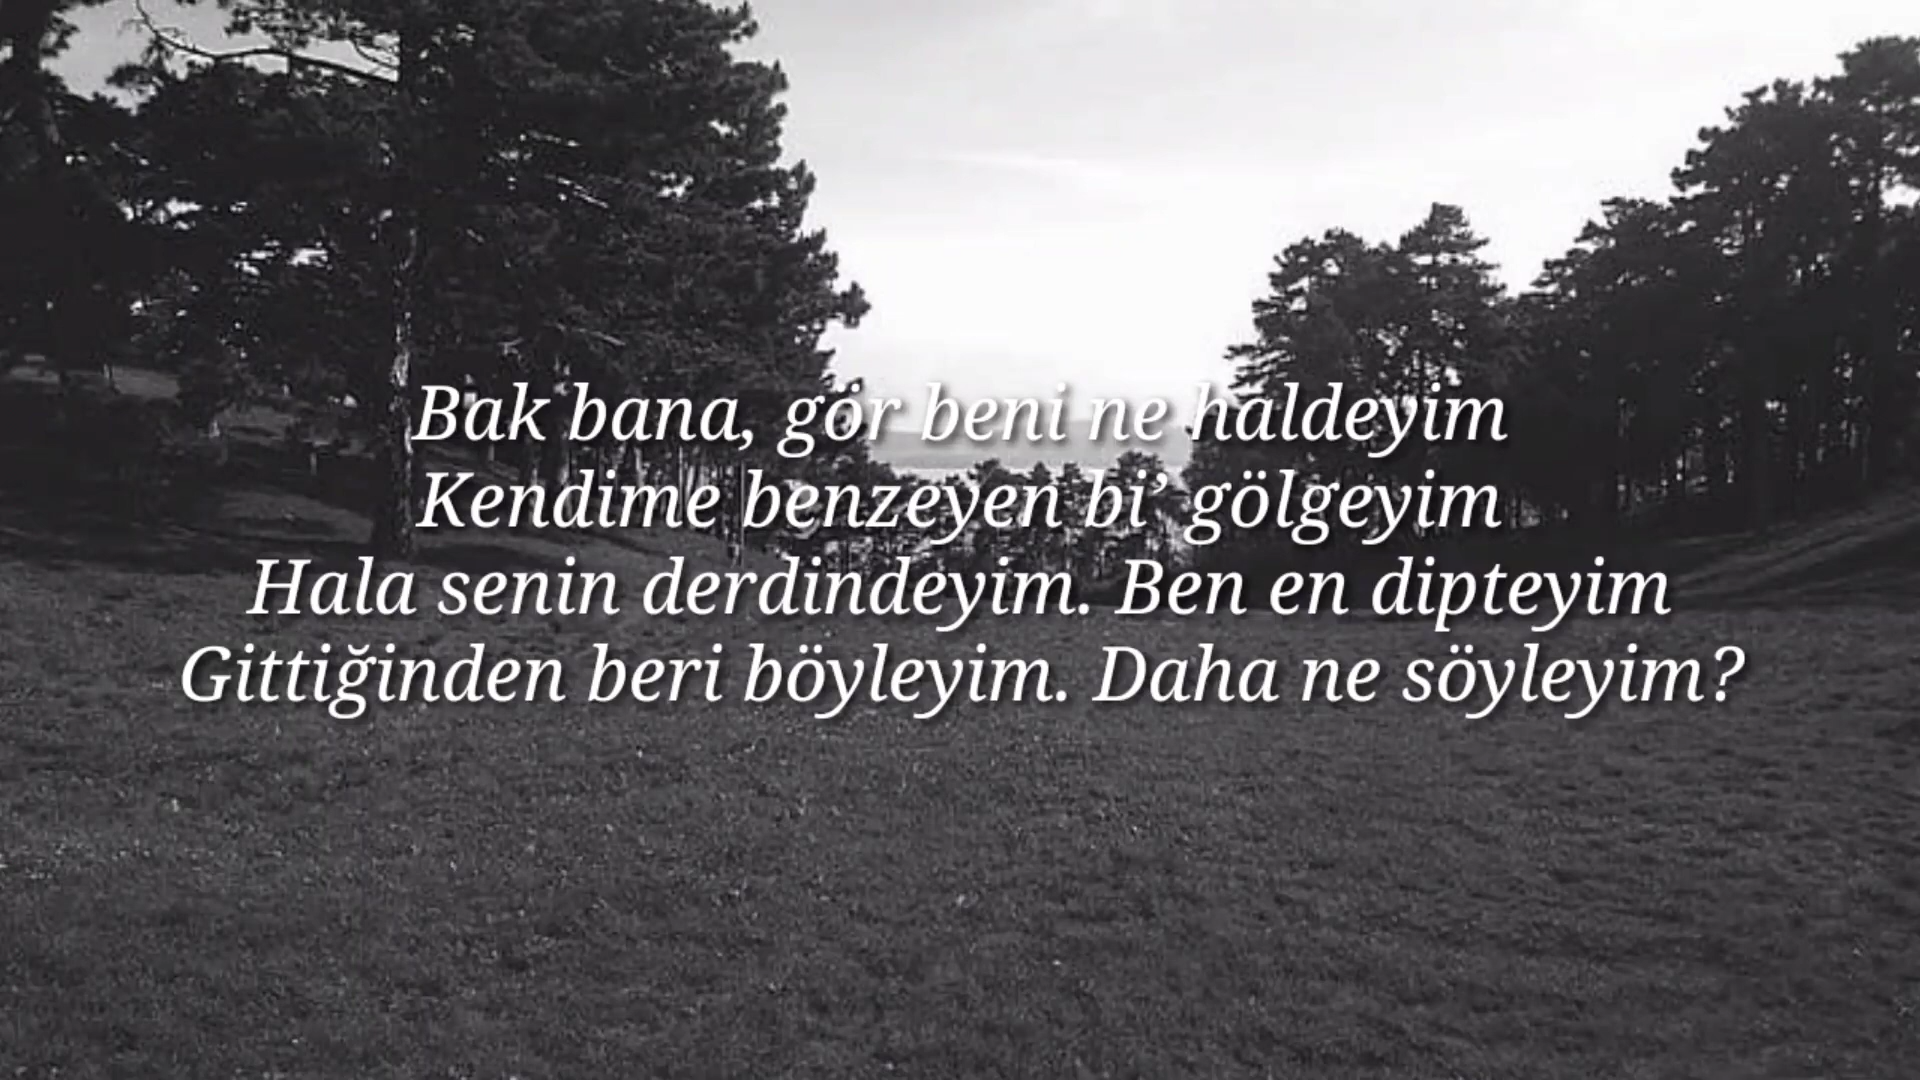 Bak bana, gör beni ne haldeyim
Kendime benzeyen bi’ gölgeyim
Hala senin derdindeyim. Ben en dipteyim
Gittiğinden beri böyleyim. Daha ne söyleyim?